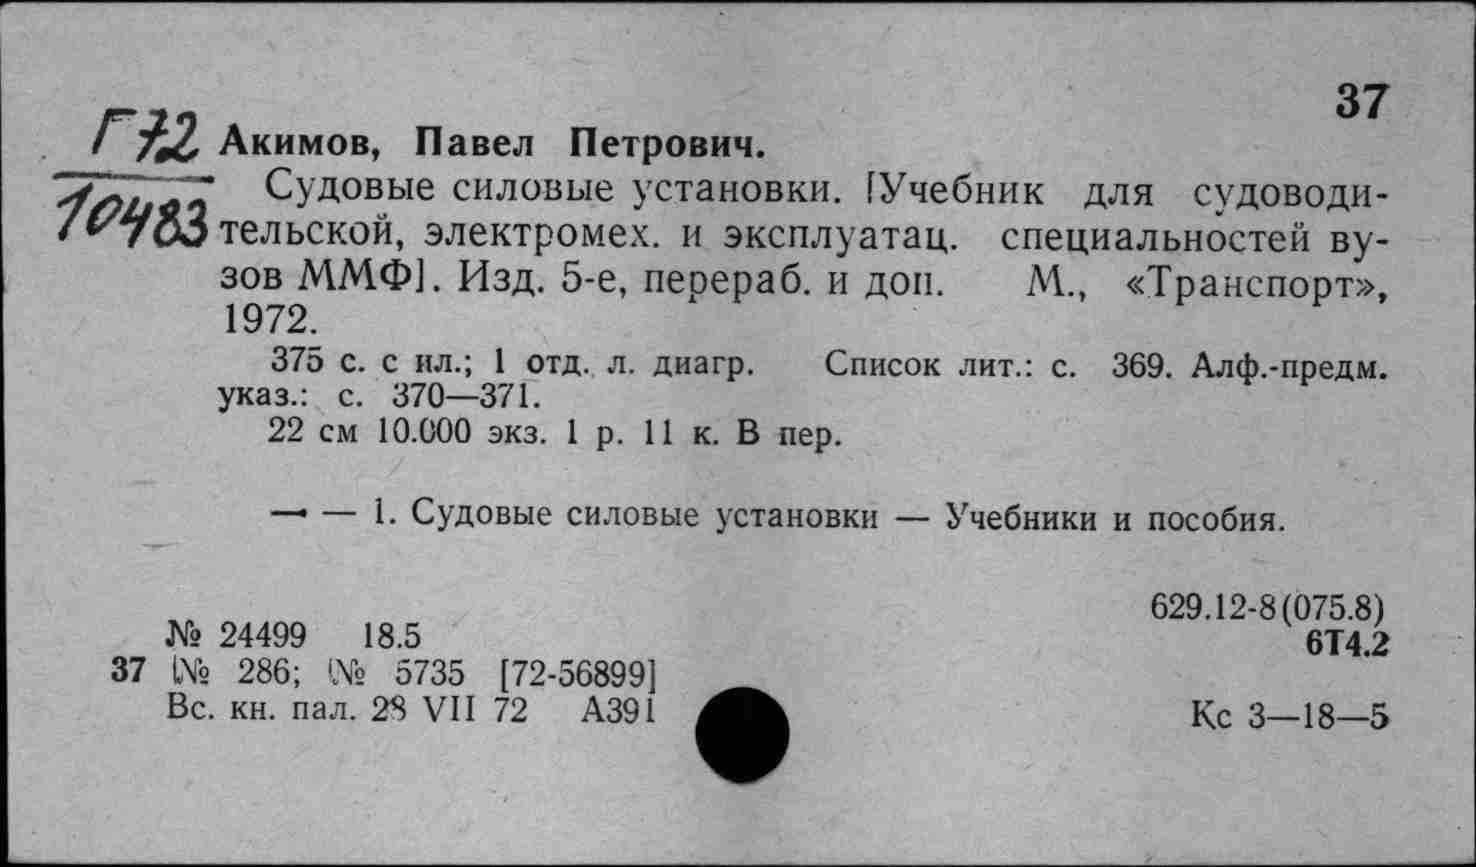 37
Г72 Акимов, Павел Петрович.
10483
Судовые силовые установки. [Учебник для судоводи-
тельской, электромех. и эксплуатац. специальностей ву-
зов ММФ]. Изд. 5-е, перераб. и доп. М., «Транспорт»,
1972.
375 с. с ил.; 1 отд. л. диагр. Список лит.: с. 369. Алф.-предм.
указ.: с. 370—371.
22 см 10.000 экз. 1 р. 11 к. В пер.
— — 1. Судовые силовые установки — Учебники и пособия.
629.12-8(075.8)
№ 24499 18.5
6Т4.2
37 [№ 286; № 5735 [72-56899]
Вс. кн. пал. 28 VII 72 А391
Кс 3—18—5